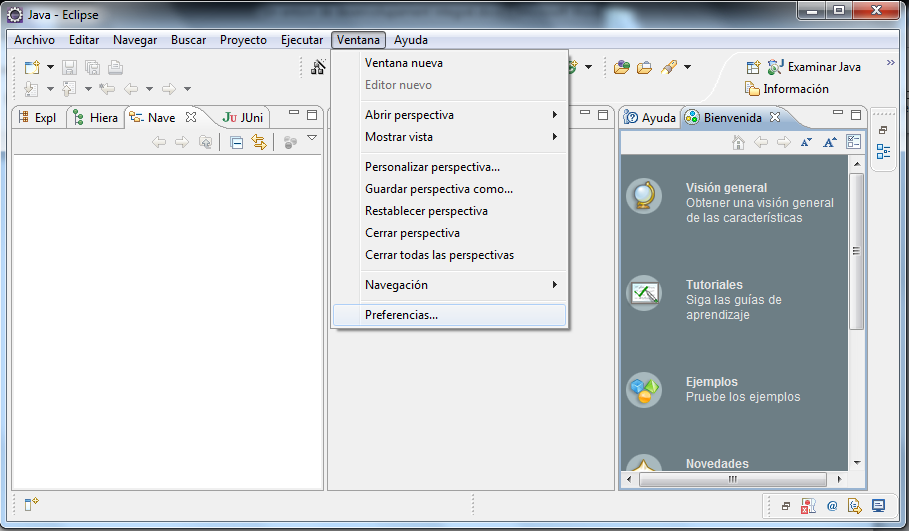 Java - Eclipse
Archivo Editar Navegar Buscar Proyecto Ejecutar Ventana Ayuda
Ventana nueva
Editor nuevo
Abrir perspectiva
Mostrar vista
Personalizar perspectiva...
Guardar perspectiva como...
Restablecer perspectiva
Cerrar perspectiva
Cerrar todas las perspectivas
Navegación
Preferencias...
Examinar Java
Información
Expl Hiera Nave JU JUni
Ayuda Bienvenida
Visión general
Obtener una visión general
de las características
Tutoriales
Siga las guías de
aprendizaje
Ejemplos
Pruebe los ejemplos
Novedades